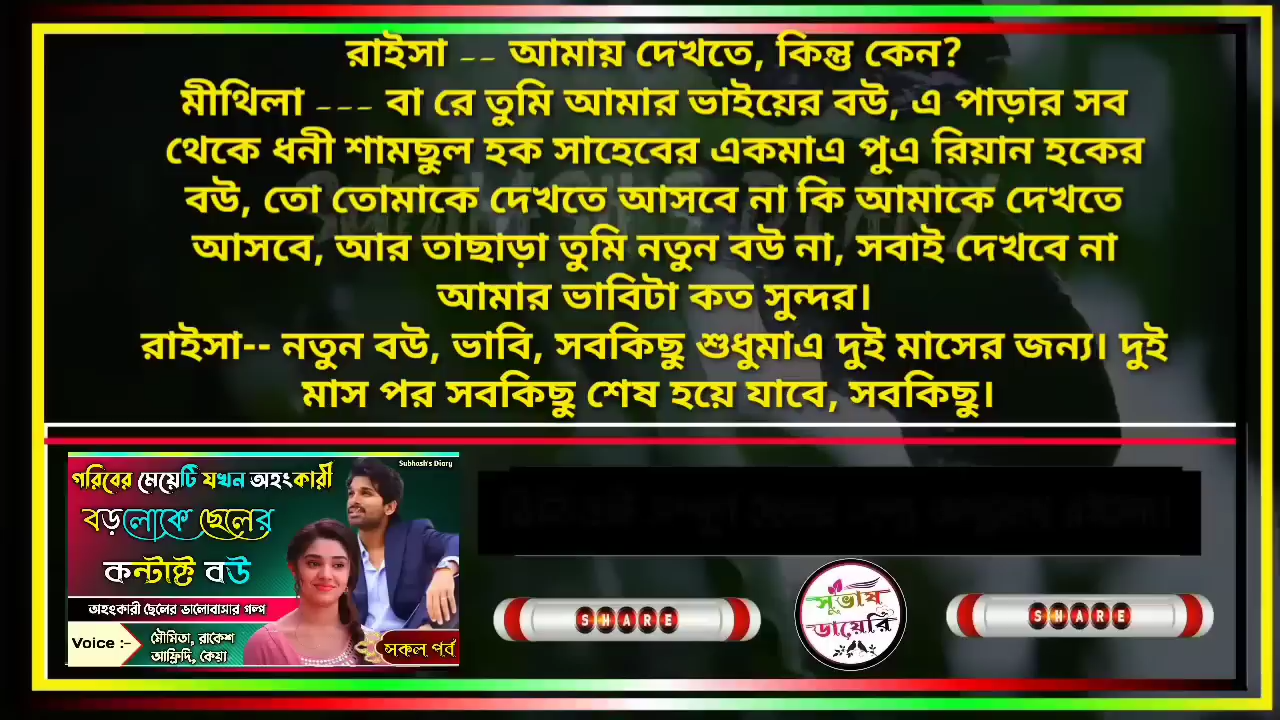 রাইসা -- আমায় দেখতে, কিন্তু কেন?
মীথিলা --- বা রে তুমি আমার ভাইয়ের বউ, এ পাড়ার সব
থেকে ধনী শামছুল হক সাহেবের একমাএ পুএ রিয়ান হকের
বউ, তো তোমাকে দেখতে আসবে না কি আমাকে দেখতে
আসবে, আর তাছাড়া তুমি নতুন বউ না, সবাই দেখবে না
আমার ভাবিটা কত সুন্দর।
রাইসা-- নতুন বউ, ভাবি, সবকিছু শুধুমাএ দুই মাসের জন্য। দুই
মাস পর সবকিছু শেষ হয়ে যাবে, সবকিছু।
Subhash's Diary
গরিবের মেয়েটি যখন অহংকারী
বড়লোকে ছেলের
কন্টাক্ট বউ
অহংকারী ছেলের ভালোবাসার গল্প
Voice :- মৌমিতা, রাকেশ
আফ্রিদি, কেয়া
সকল পর্ব
SHARE
সুভাষ
ডায়েরি
SHARE